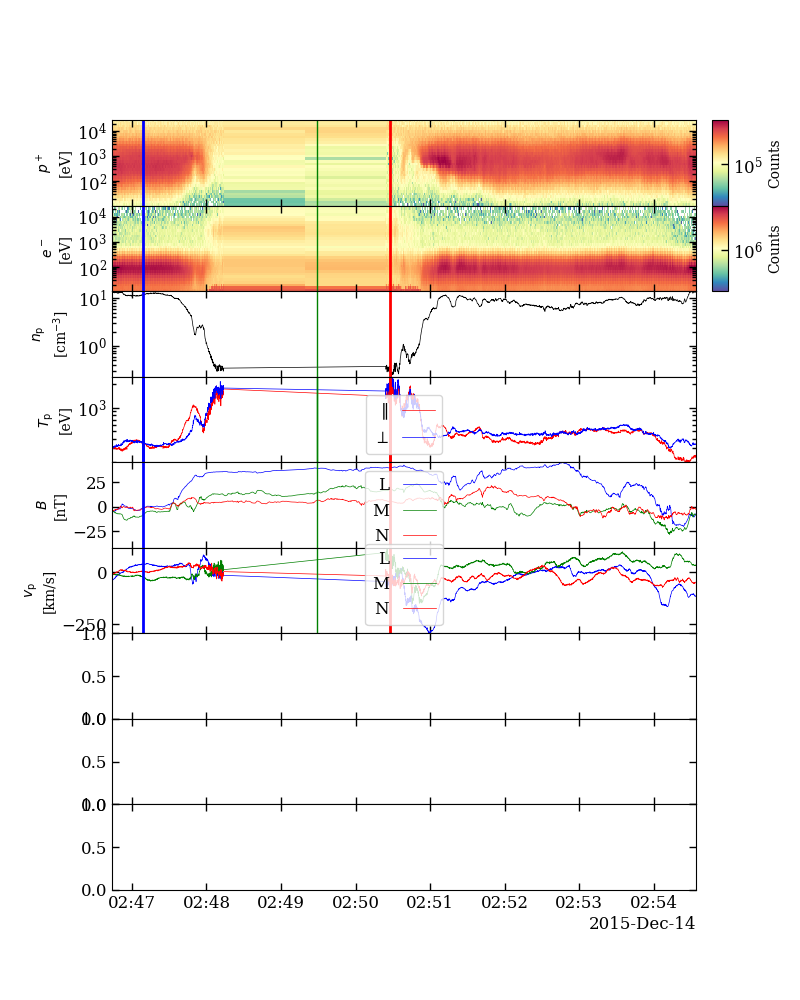 10⁴
10³
10²
p⁺
[eV]
10⁵
Counts
10⁴
10³
10²
e⁻
[eV]
10⁶
Counts
10¹
10⁰
nₚ
[cm⁻³]
10³
Tₚ
[eV]
∥
⊥
25
0
−25
B
[nT]
L
M
N
0
−250
vₚ
[km/s]
L
M
N
1.0
0.5
0.0
1.0
0.5
0.0
1.0
0.5
0.0
02:47 02:48 02:49 02:50 02:51 02:52 02:53 02:54
2015-Dec-14